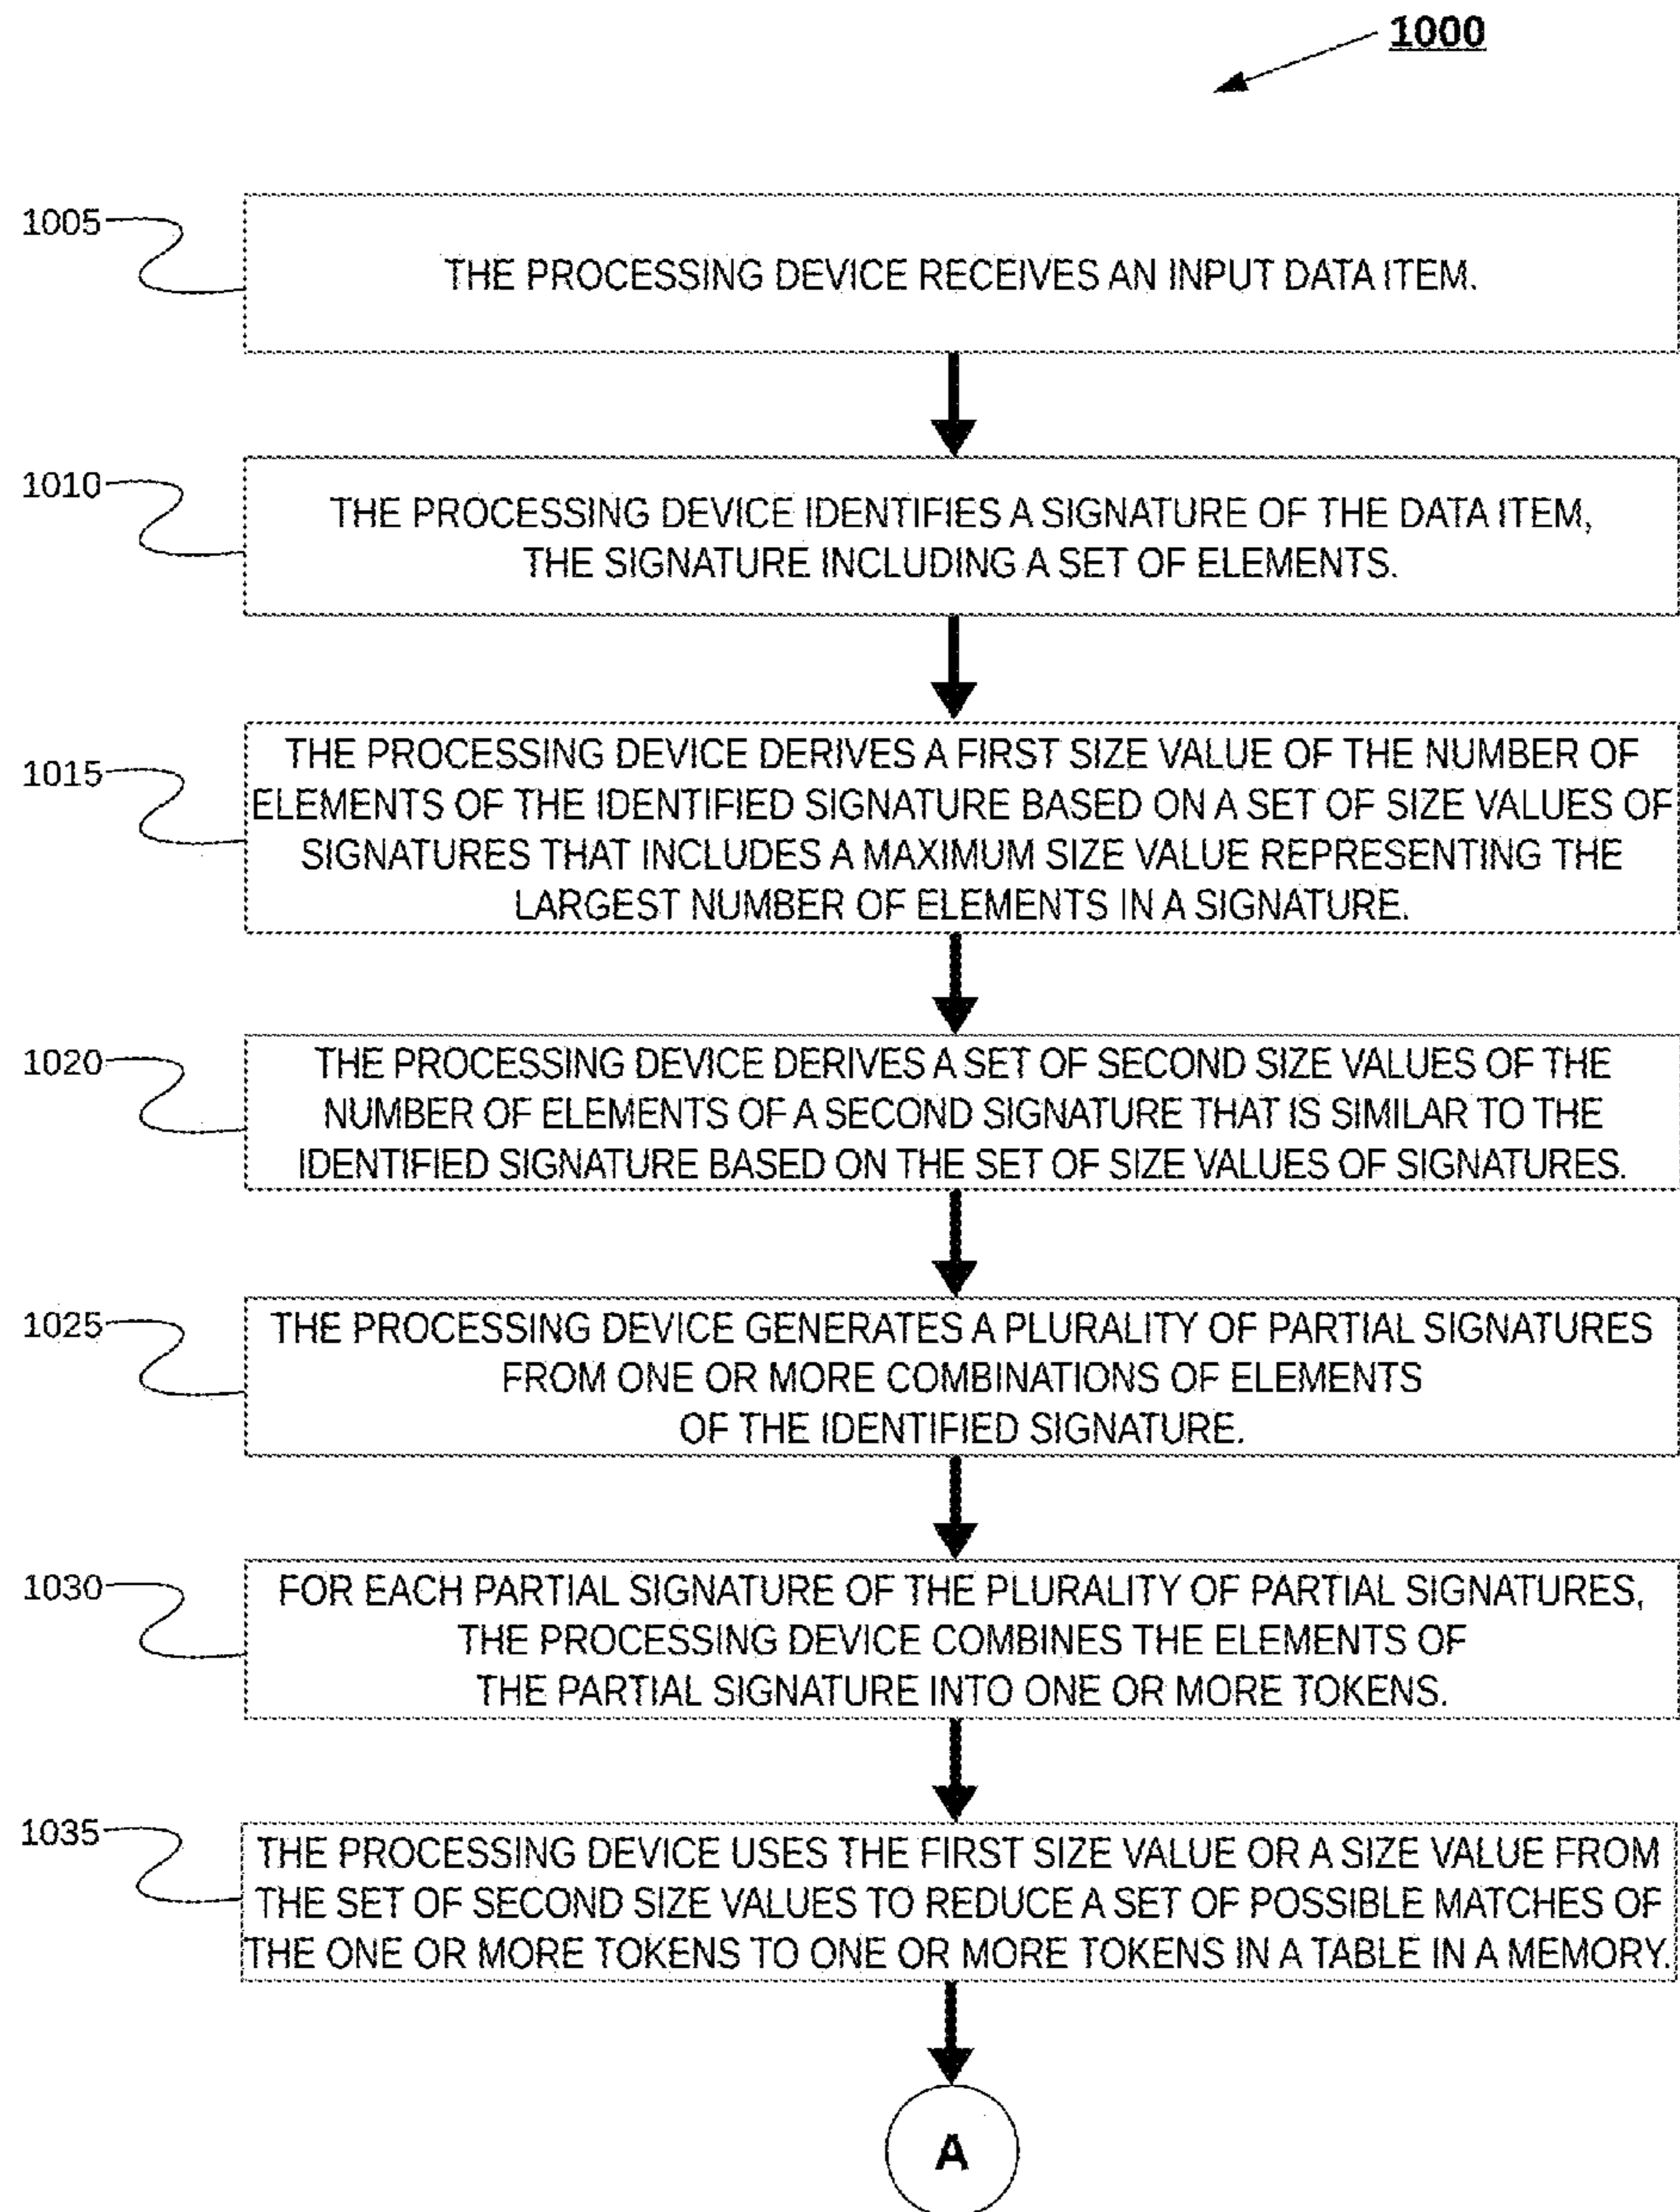 1000
1005
THE PROCESSING DEVICE RECEIVES AN INPUT DATA ITEM.
1010
THE PROCESSING DEVICE IDENTIFIES A SIGNATURE OF THE DATA ITEM,
THE SIGNATURE INCLUDING A SET OF ELEMENTS.
1015
THE PROCESSING DEVICE DERIVES A FIRST SIZE VALUE OF THE NUMBER OF
ELEMENTS OF THE IDENTIFIED SIGNATURE BASED ON A SET OF SIZE VALUES OF
SIGNATURES THAT INCLUDES A MAXIMUM SIZE VALUE REPRESENTING THE
LARGEST NUMBER OF ELEMENTS IN A SIGNATURE.
1020
THE PROCESSING DEVICE DERIVES A SET OF SECOND SIZE VALUES OF THE
NUMBER OF ELEMENTS OF A SECOND SIGNATURE THAT IS SIMILAR TO THE
IDENTIFIED SIGNATURE BASED ON THE SET OF SIZE VALUES OF SIGNATURES.
1025
THE PROCESSING DEVICE GENERATES A PLURALITY OF PARTIAL SIGNATURES
FROM ONE OR MORE COMBINATIONS OF ELEMENTS
OF THE IDENTIFIED SIGNATURE.
1030
FOR EACH PARTIAL SIGNATURE OF THE PLURALITY OF PARTIAL SIGNATURES,
THE PROCESSING DEVICE COMBINES THE ELEMENTS OF
THE PARTIAL SIGNATURE INTO ONE OR MORE TOKENS.
1035
THE PROCESSING DEVICE USES THE FIRST SIZE VALUE OR A SIZE VALUE FROM
THE SET OF SECOND SIZE VALUES TO REDUCE A SET OF POSSIBLE MATCHES OF
THE ONE OR MORE TOKENS TO ONE OR MORE TOKENS IN A TABLE IN A MEMORY.
A